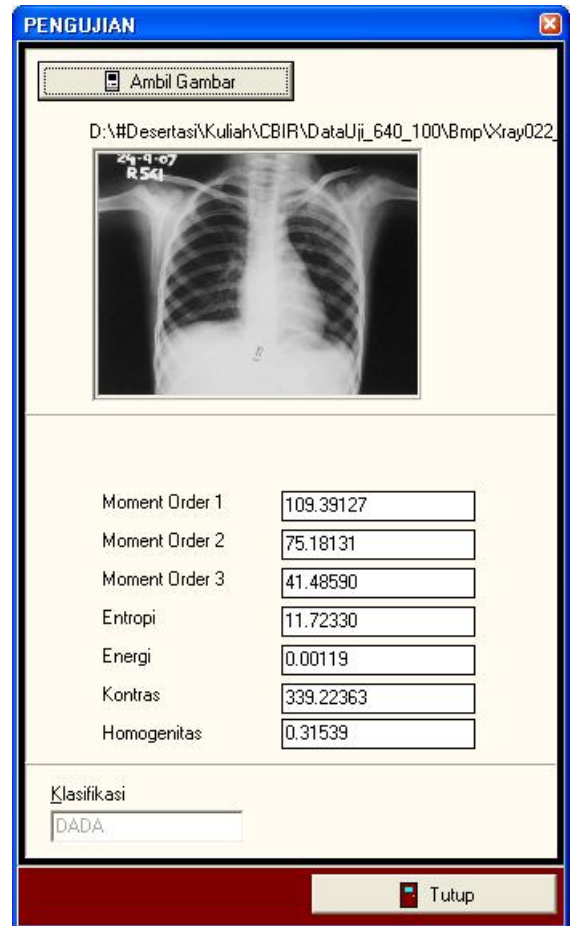 PENGUJIAN
Ambil Gambar
D:\#Desertasi\Kuliah\CBIR\DataUji_640_100\Bmp\Xray022_
24-9-07
R561
Moment Order 1 109.39127
Moment Order 2 75.18131
Moment Order 3 41.48590
Entropi 11.72330
Energi 0.00119
Kontras 339.22363
Homogenitas 0.31539
Klasifikasi
DADA
Tutup